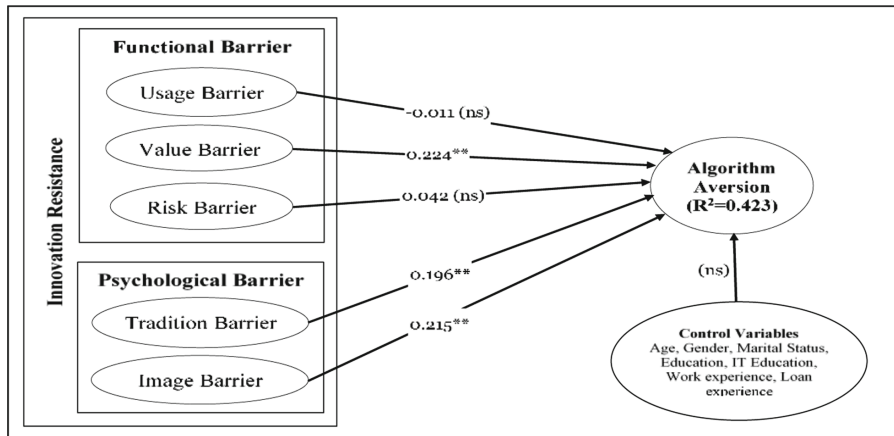 Innovation Resistance
Functional Barrier
Usage Barrier
Value Barrier
Risk Barrier
Psychological Barrier
Tradition Barrier
Image Barrier
-0.011 (ns)
0.224**
0.042 (ns)
0.196**
0.215**
Algorithm
Aversion
(R²=0.423)
(ns)
Control Variables
Age, Gender, Marital Status,
Education, IT Education,
Work experience, Loan
experience